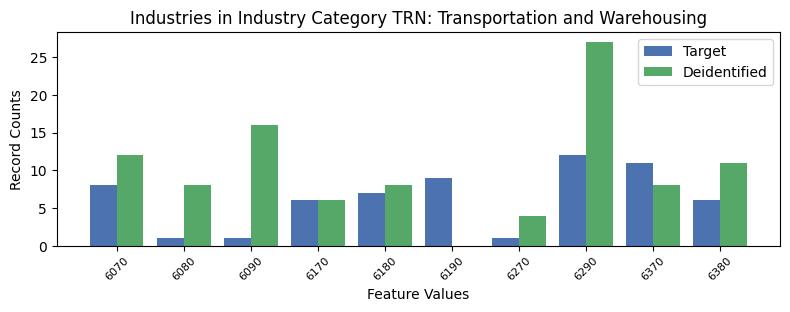 Industries in Industry Category TRN: Transportation and Warehousing
Target
Deidentified
Record Counts
25
20
15
10
5
0
6070 6080 6090 6170 6180 6190 6270 6290 6370 6380
Feature Values